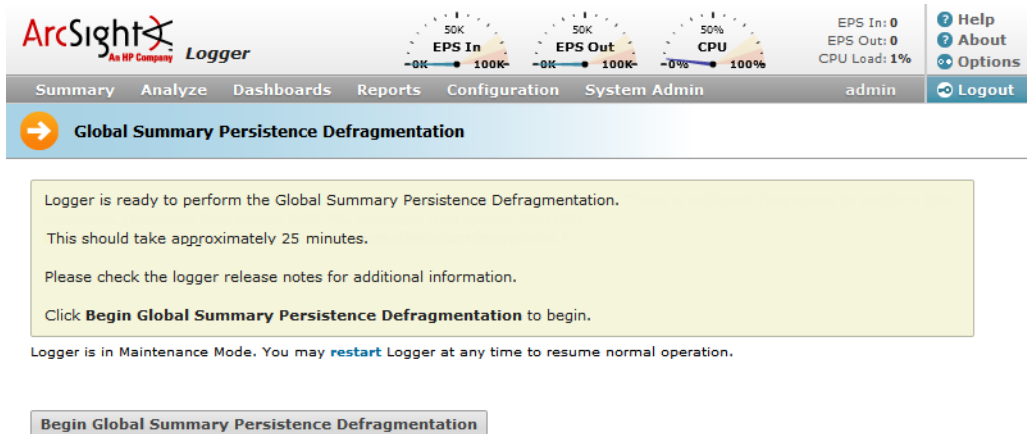 ArcSight
An HP Company Logger
50K
EPS In
-0K 100K-
50K
EPS Out
-0K 100K-
50%
CPU
-0% 100%
EPS In: 0
EPS Out: 0
CPU Load: 1%
Help
About
Options
Summary Analyze Dashboards Reports Configuration System Admin admin Logout
Global Summary Persistence Defragmentation
Logger is ready to perform the Global Summary Persistence Defragmentation.
This should take approximately 25 minutes.
Please check the logger release notes for additional information.
Click Begin Global Summary Persistence Defragmentation to begin.
Logger is in Maintenance Mode. You may restart Logger at any time to resume normal operation.
Begin Global Summary Persistence Defragmentation